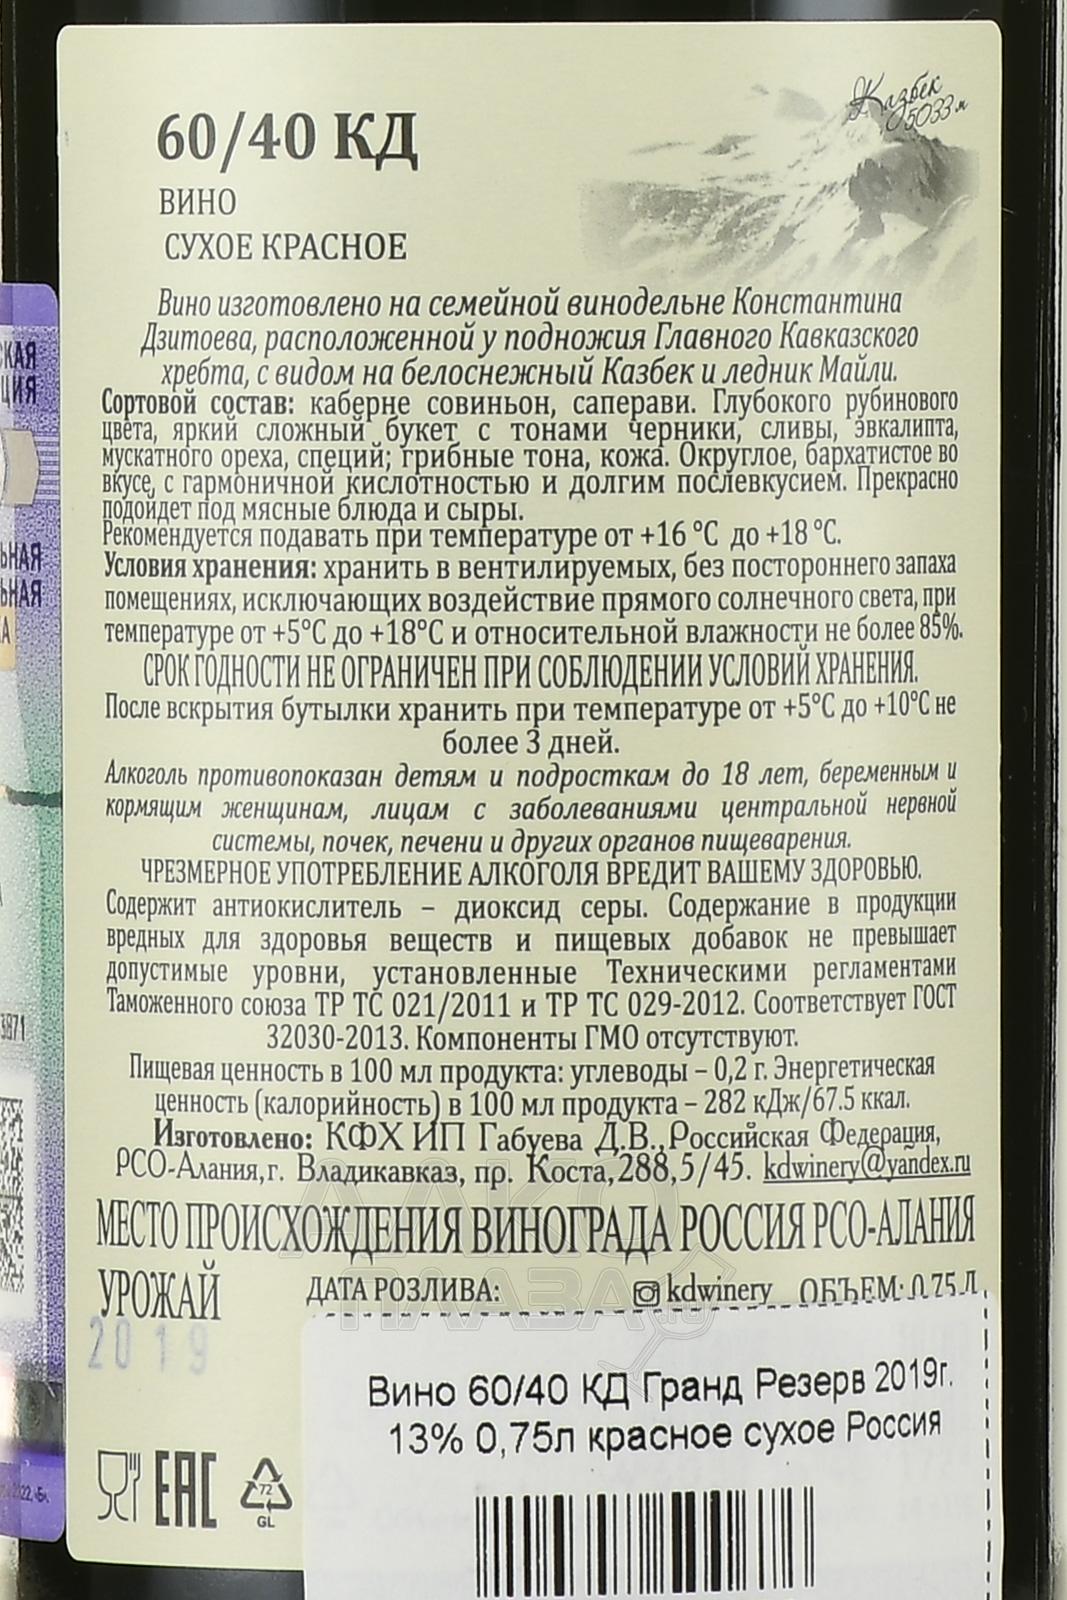 Казбек
5033 м
60/40 КД
ВИНО
СУХОЕ КРАСНОЕ
Вино изготовлено на семейной винодельне Константина
Дзитоева, расположенной у подножия Главного Кавказского
хребта, с видом на белоснежный Казбек и ледник Майли.
Сортовой состав: каберне совиньон, саперави. Глубокого рубинового
цвета, яркий сложный букет с тонами черники, сливы, эвкалипта,
мускатного ореха, специй; грибные тона, кожа. Округлое, бархатистое во
вкусе, с гармоничной кислотностью и долгим послевкусием. Прекрасно
подойдет под мясные блюда и сыры.
Рекомендуется подавать при температуре от +16 °С до +18 °С.
Условия хранения: хранить в вентилируемых, без постороннего запаха
помещениях, исключающих воздействие прямого солнечного света, при
температуре от +5°С до +18°С и относительной влажности не более 85%.
СРОК ГОДНОСТИ НЕ ОГРАНИЧЕН ПРИ СОБЛЮДЕНИИ УСЛОВИЙ ХРАНЕНИЯ.
После вскрытия бутылки хранить при температуре от +5°С до +10°С не
более 3 дней.
Алкоголь противопоказан детям и подросткам до 18 лет, беременным и
кормящим женщинам, лицам с заболеваниями центральной нервной
системы, почек, печени и других органов пищеварения.
ЧРЕЗМЕРНОЕ УПОТРЕБЛЕНИЕ АЛКОГОЛЯ ВРЕДИТ ВАШЕМУ ЗДОРОВЬЮ.
Содержит антиокислитель – диоксид серы. Содержание в продукции
вредных для здоровья веществ и пищевых добавок не превышает
допустимые уровни, установленные Техническими регламентами
Таможенного союза ТР ТС 021/2011 и ТР ТС 029-2012. Соответствует ГОСТ
32030-2013. Компоненты ГМО отсутствуют.
Пищевая ценность в 100 мл продукта: углеводы – 0,2 г. Энергетическая
ценность (калорийность) в 100 мл продукта – 282 кДж/67.5 ккал.
Изготовлено: КФХ ИП Габуева Д.В.,Российская Федерация,
РСО-Алания,г. Владикавказ, пр. Коста,288,5/45. kdwinery@yandex.ru
МЕСТО ПРОИСХОЖДЕНИЯ ВИНОГРАДА РОССИЯ РСО-АЛАНИЯ
УРОЖАЙ ДАТА РОЗЛИВА: kdwinery ОБЪЕМ: 0,75 Л
2019
АЛКО
ПЛАЗА.ru
Вино 60/40 КД Гранд Резерв 2019г.
13% 0,75л красное сухое Россия
EAC
72
GL